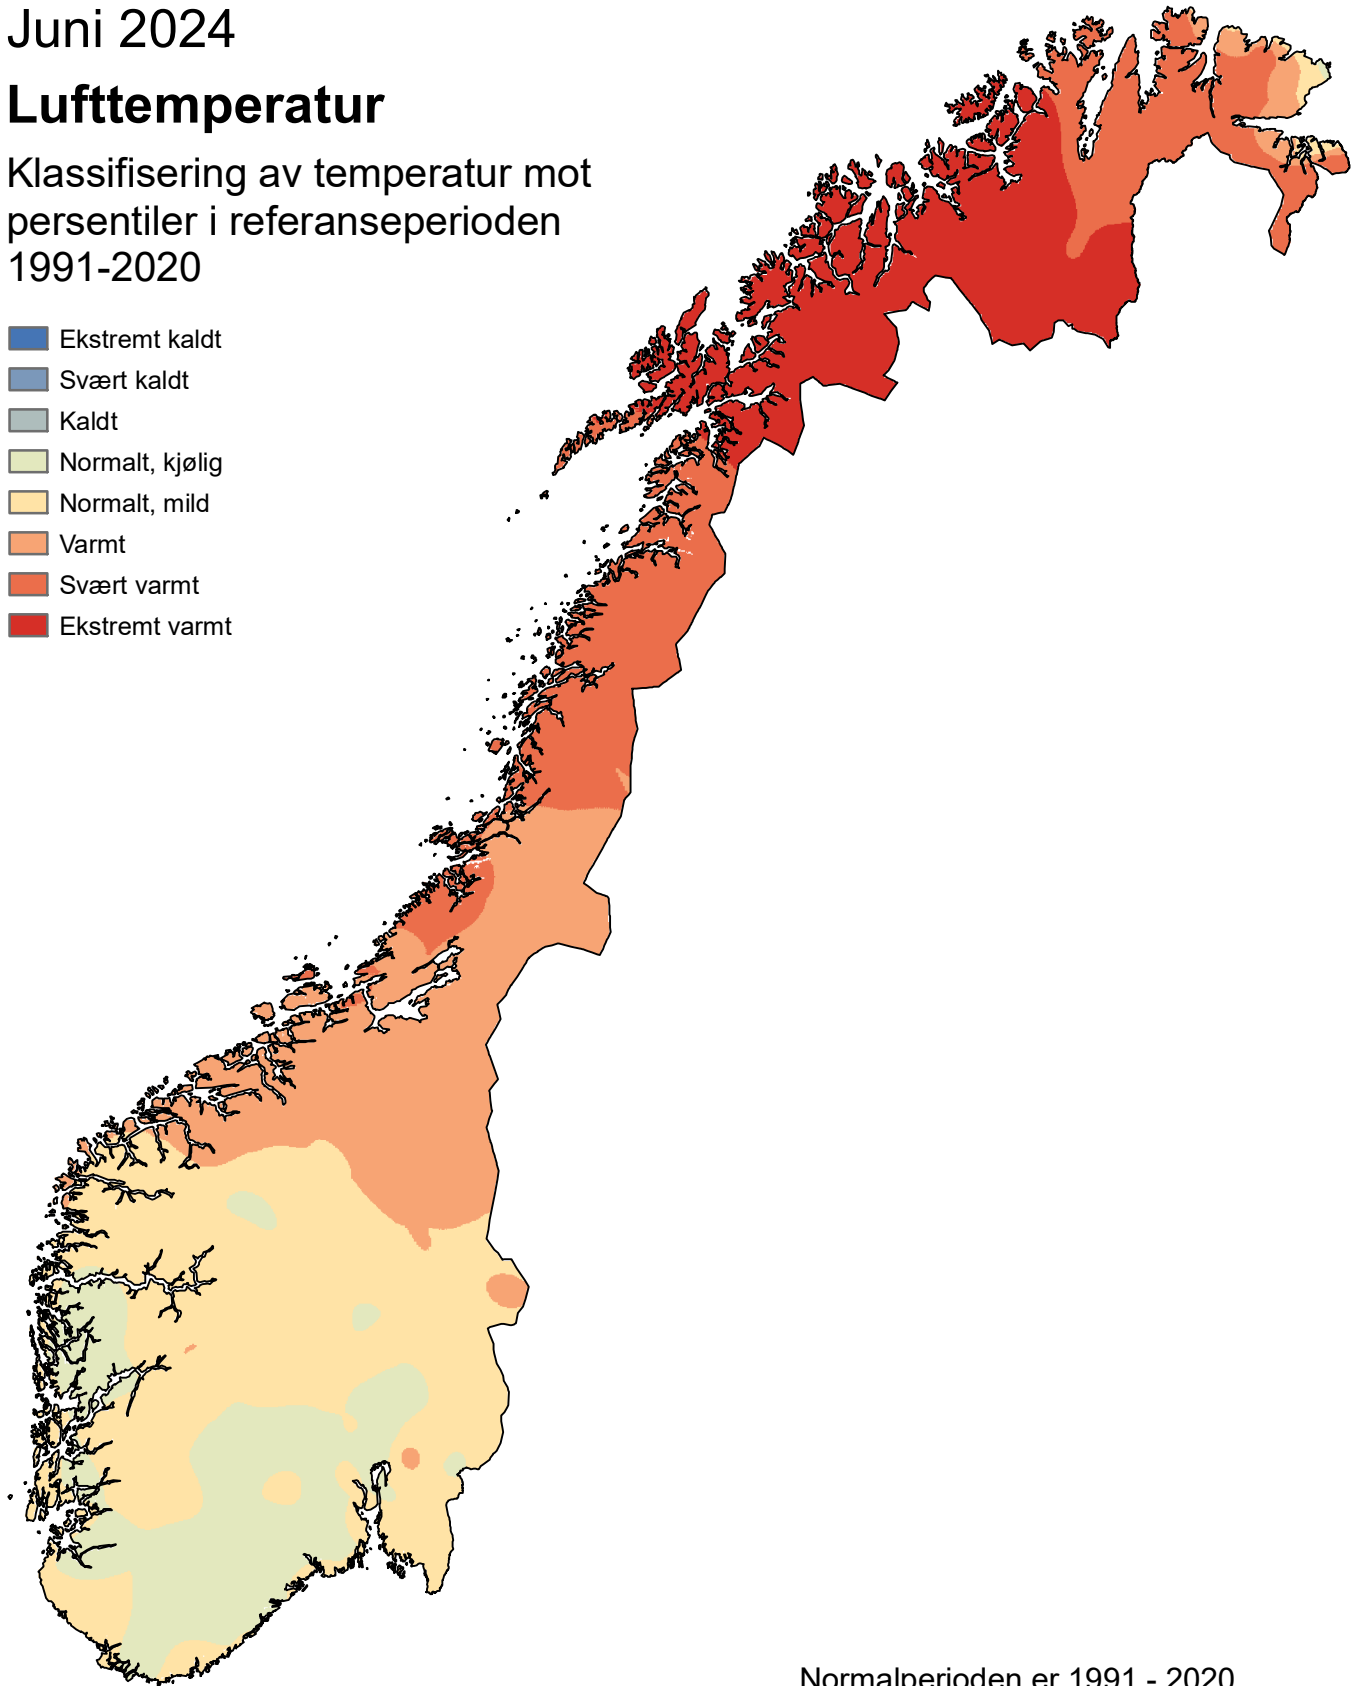 Juni 2024
Lufttemperatur
Klassifisering av temperatur mot
persentiler i referanseperioden
1991-2020
Ekstremt kaldt
Svært kaldt
Kaldt
Normalt, kjølig
Normalt, mild
Varmt
Svært varmt
Ekstremt varmt
Normalperioden er 1991 - 2020